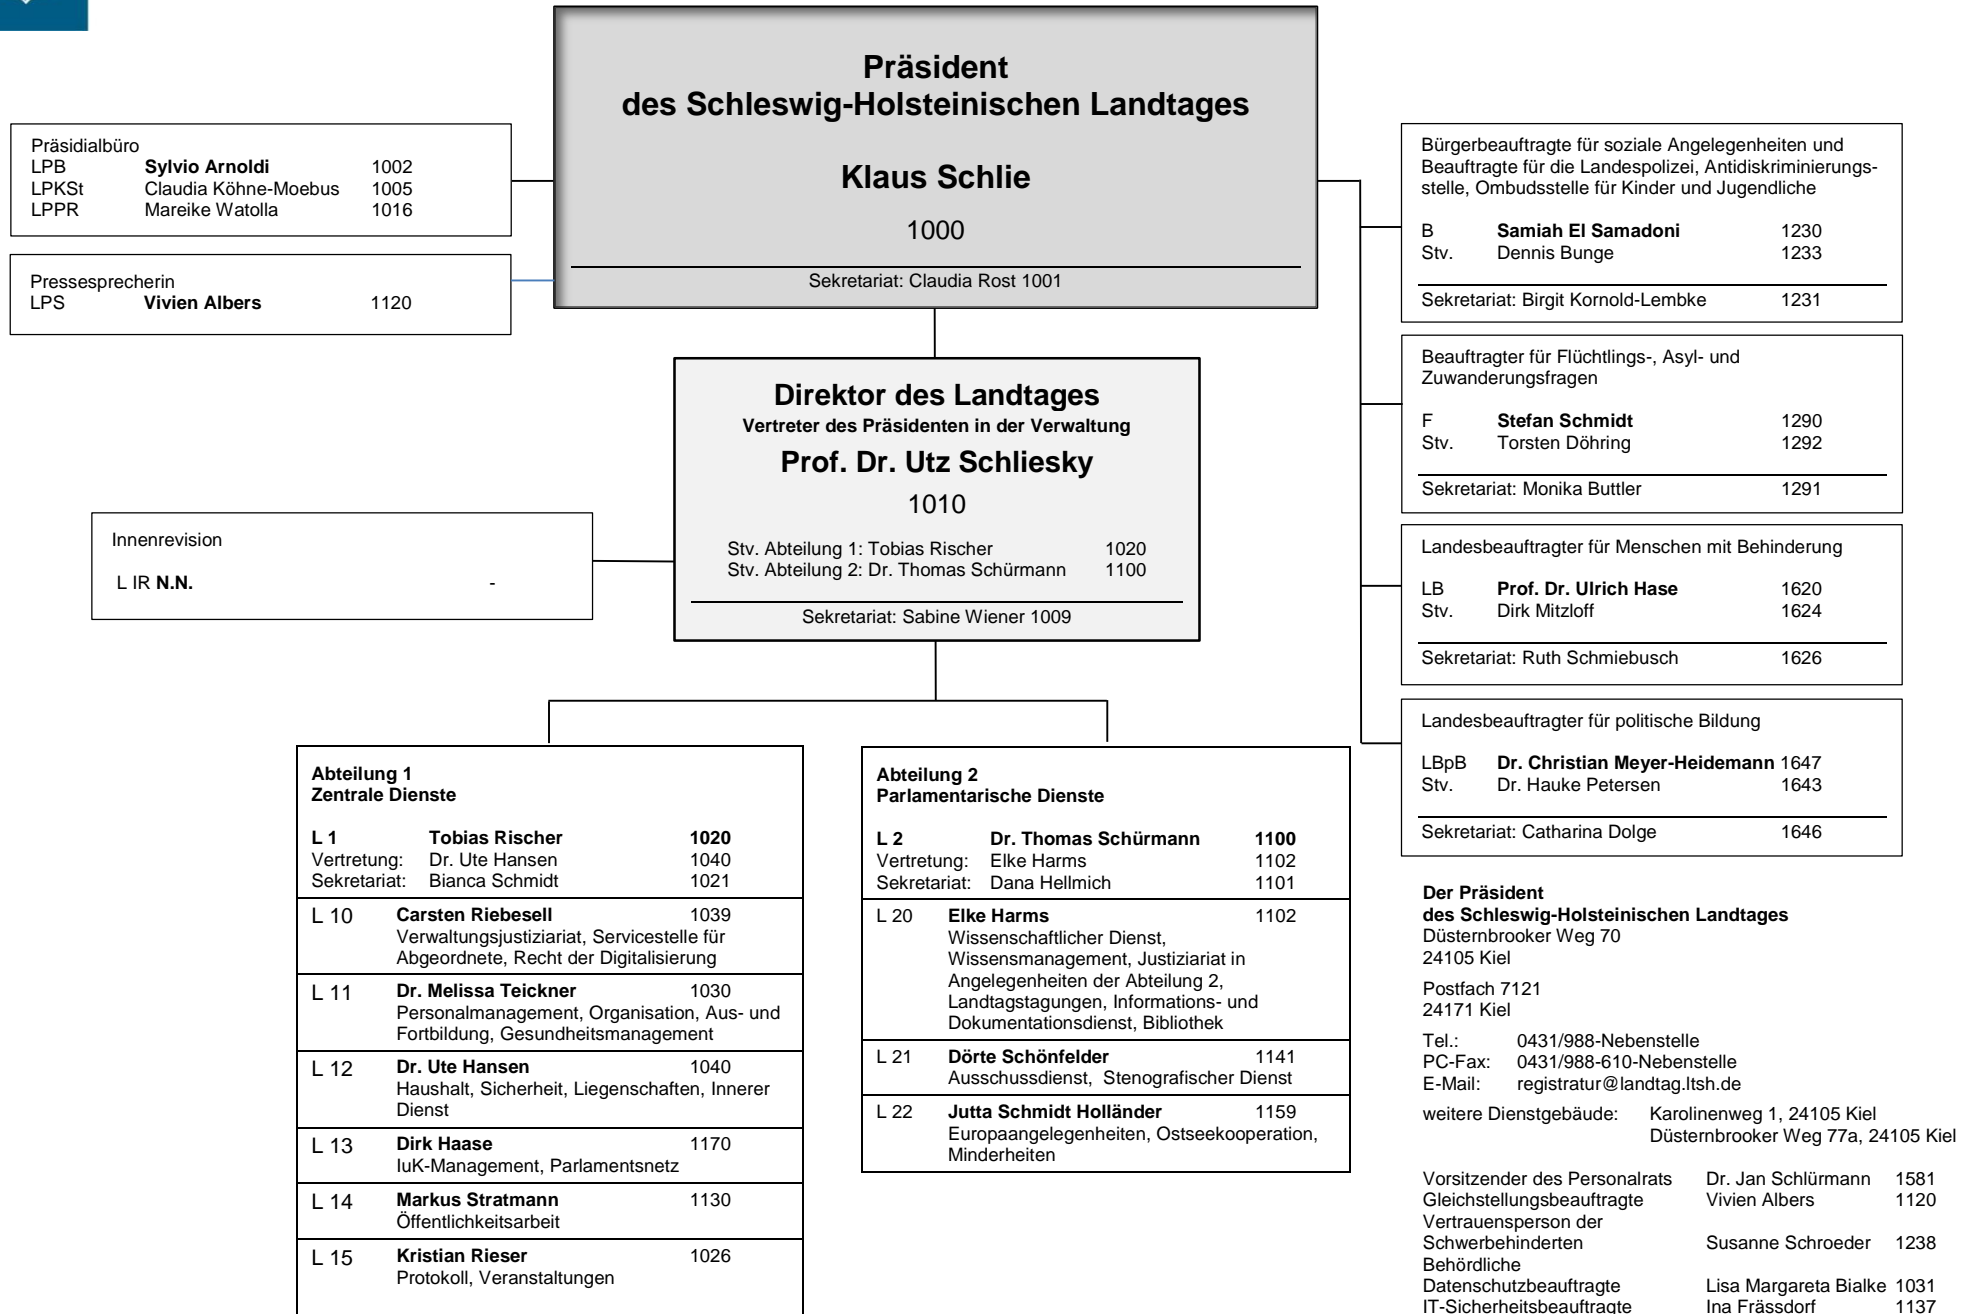 Präsident
des Schleswig-Holsteinischen Landtages
Klaus Schlie
1000
Sekretariat: Claudia Rost 1001
Präsidialbüro
LPB Sylvio Arnoldi 1002
LPKSt Claudia Köhne-Moebus 1005
LPPR Mareike Watolla 1016
Pressesprecherin
LPS Vivien Albers 1120
Direktor des Landtages
Vertreter des Präsidenten in der Verwaltung
Prof. Dr. Utz Schliesky
1010
Stv. Abteilung 1: Tobias Rischer 1020
Stv. Abteilung 2: Dr. Thomas Schürmann 1100
Sekretariat: Sabine Wiener 1009
Innenrevision
L IR N.N. -
Abteilung 1
Zentrale Dienste
L 1 Tobias Rischer 1020
Vertretung: Dr. Ute Hansen 1040
Sekretariat: Bianca Schmidt 1021
L 10 Carsten Riebesell 1039
Verwaltungsjustiziariat, Servicestelle für
Abgeordnete, Recht der Digitalisierung
L 11 Dr. Melissa Teickner 1030
Personalmanagement, Organisation, Aus- und
Fortbildung, Gesundheitsmanagement
L 12 Dr. Ute Hansen 1040
Haushalt, Sicherheit, Liegenschaften, Innerer
Dienst
L 13 Dirk Haase 1170
IuK-Management, Parlamentsnetz
L 14 Markus Stratmann 1130
Öffentlichkeitsarbeit
L 15 Kristian Rieser 1026
Protokoll, Veranstaltungen
Abteilung 2
Parlamentarische Dienste
L 2 Dr. Thomas Schürmann 1100
Vertretung: Elke Harms 1102
Sekretariat: Dana Hellmich 1101
L 20 Elke Harms 1102
Wissenschaftlicher Dienst,
Wissensmanagement, Justiziariat in
Angelegenheiten der Abteilung 2,
Landtagstagungen, Informations- und
Dokumentationsdienst, Bibliothek
L 21 Dörte Schönfelder 1141
Ausschussdienst, Stenografischer Dienst
L 22 Jutta Schmidt Holländer 1159
Europaangelegenheiten, Ostseekooperation,
Minderheiten
Bürgerbeauftragte für soziale Angelegenheiten und
Beauftragte für die Landespolizei, Antidiskriminierungs-
stelle, Ombudsstelle für Kinder und Jugendliche
B Samiah El Samadoni 1230
Stv. Dennis Bunge 1233
Sekretariat: Birgit Kornold-Lembke 1231
Beauftragter für Flüchtlings-, Asyl- und
Zuwanderungsfragen
F Stefan Schmidt 1290
Stv. Torsten Döhring 1292
Sekretariat: Monika Buttler 1291
Landesbeauftragter für Menschen mit Behinderung
LB Prof. Dr. Ulrich Hase 1620
Stv. Dirk Mitzloff 1624
Sekretariat: Ruth Schmiebusch 1626
Landesbeauftragter für politische Bildung
LBpB Dr. Christian Meyer-Heidemann 1647
Stv. Dr. Hauke Petersen 1643
Sekretariat: Catharina Dolge 1646
Der Präsident
des Schleswig-Holsteinischen Landtages
Düsternbrooker Weg 70
24105 Kiel
Postfach 7121
24171 Kiel
Tel.: 0431/988-Nebenstelle
PC-Fax: 0431/988-610-Nebenstelle
E-Mail: registratur@landtag.ltsh.de
weitere Dienstgebäude: Karolinenweg 1, 24105 Kiel
Düsternbrooker Weg 77a, 24105 Kiel
Vorsitzender des Personalrats Dr. Jan Schlürmann 1581
Gleichstellungsbeauftragte Vivien Albers 1120
Vertrauensperson der
Schwerbehinderten Susanne Schroeder 1238
Behördliche
Datenschutzbeauftragte Lisa Margareta Bialke 1031
IT-Sicherheitsbeauftragte Ina Frässdorf 1137